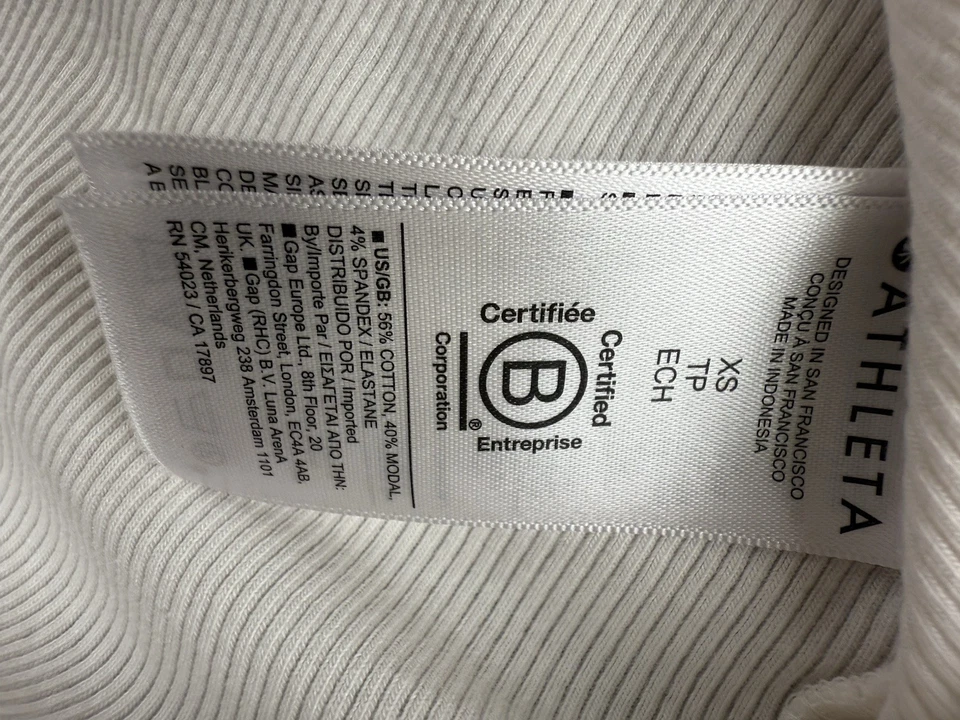 ATHLETA
DESIGNED IN SAN FRANCISCO
CONÇU À SAN FRANCISCO
MADE IN INDONESIA
XS
TP
ECH
Certified
Certifiée
B
Entreprise
Corporation®
■ US/GB: 56% COTTON, 40% MODAL,
4% SPANDEX / ELASTANE
DISTRIBUIDO POR / Imported
By/Importe Par / ΕΙΣΑΓΕΤΑΙ ΑΠΟ ΤΗΝ:
■ Gap Europe Ltd., 8th Floor, 20
Farringdon Street, London, EC4A 4AB,
UK. ■ Gap (RHC) B.V. Luna ArenA
Herikerbergweg 238 Amsterdam 1101
CM, Netherlands
RN 54023 / CA 17897